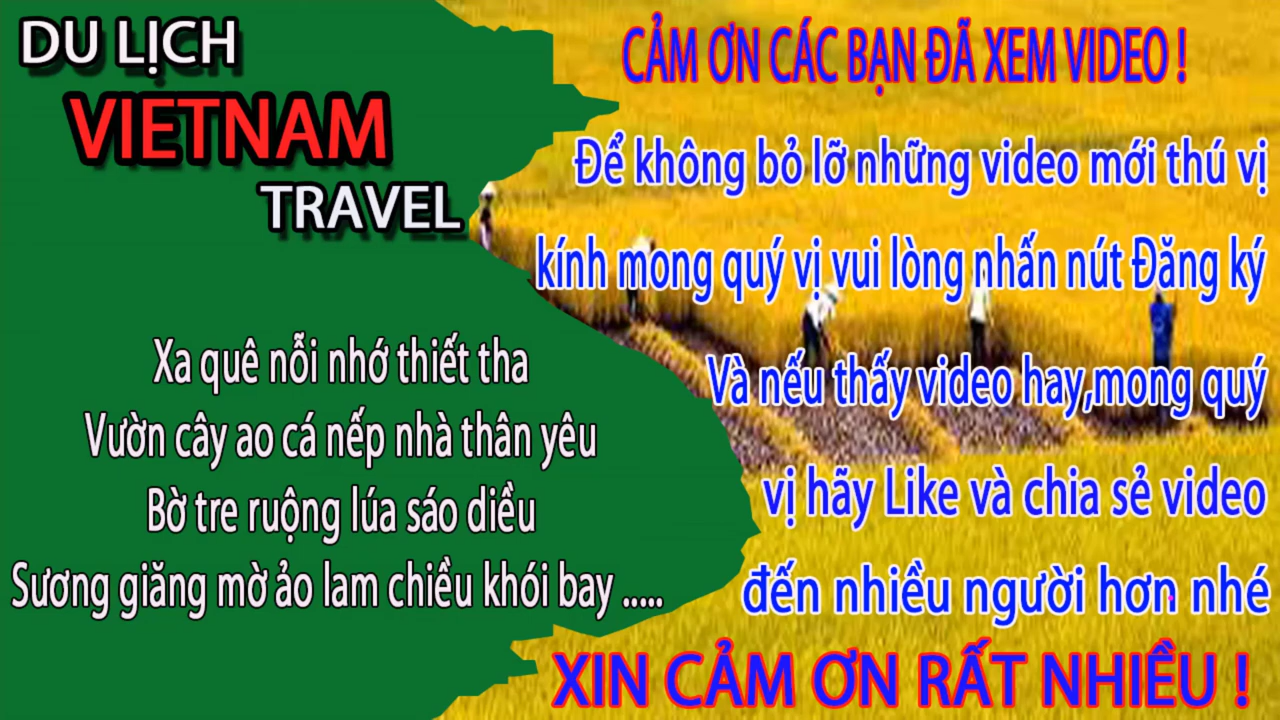 DU LỊCH
VIETNAM
TRAVEL
Xa quê nỗi nhớ thiết tha
Vườn cây ao cá nếp nhà thân yêu
Bờ tre ruộng lúa sáo diều
Sương giăng mờ ảo lam chiều khói bay .....
CẢM ƠN CÁC BẠN ĐÃ XEM VIDEO !
Để không bỏ lỡ những video mới thú vị
kính mong quý vị vui lòng nhấn nút Đăng ký
Và nếu thấy video hay,mong quý
vị hãy Like và chia sẻ video
đến nhiều người hơn nhé
XIN CẢM ƠN RẤT NHIỀU !